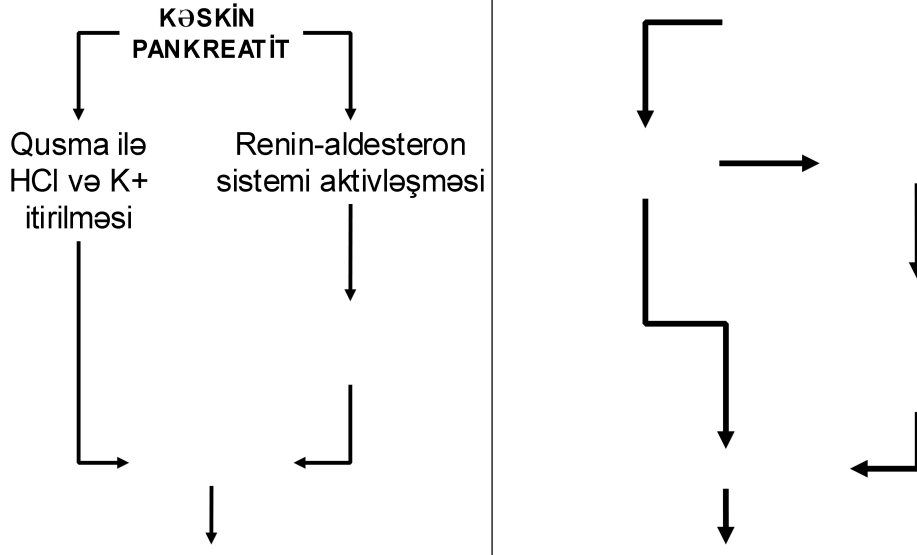 KƏSKİN
PANKREATİT
Qusma ilə
HCl və K+
itirilməsi
Renin-aldesteron
sistemi aktivləşməsi